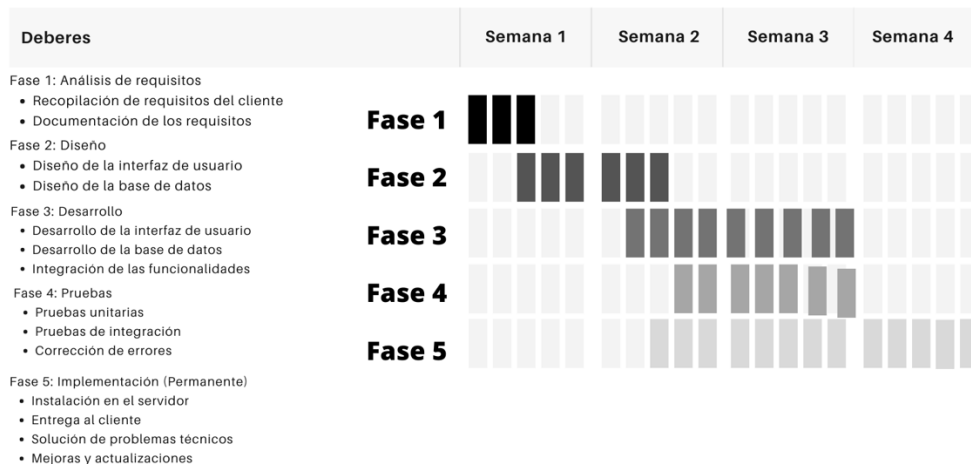 Deberes
Semana 1
Semana 2
Semana 3
Semana 4
Fase 1: Análisis de requisitos
• Recopilación de requisitos del cliente
• Documentación de los requisitos
Fase 2: Diseño
• Diseño de la interfaz de usuario
• Diseño de la base de datos
Fase 3: Desarrollo
• Desarrollo de la interfaz de usuario
• Desarrollo de la base de datos
• Integración de las funcionalidades
Fase 4: Pruebas
• Pruebas unitarias
• Pruebas de integración
• Corrección de errores
Fase 5: Implementación (Permanente)
• Instalación en el servidor
• Entrega al cliente
• Solución de problemas técnicos
• Mejoras y actualizaciones
Fase 1
Fase 2
Fase 3
Fase 4
Fase 5